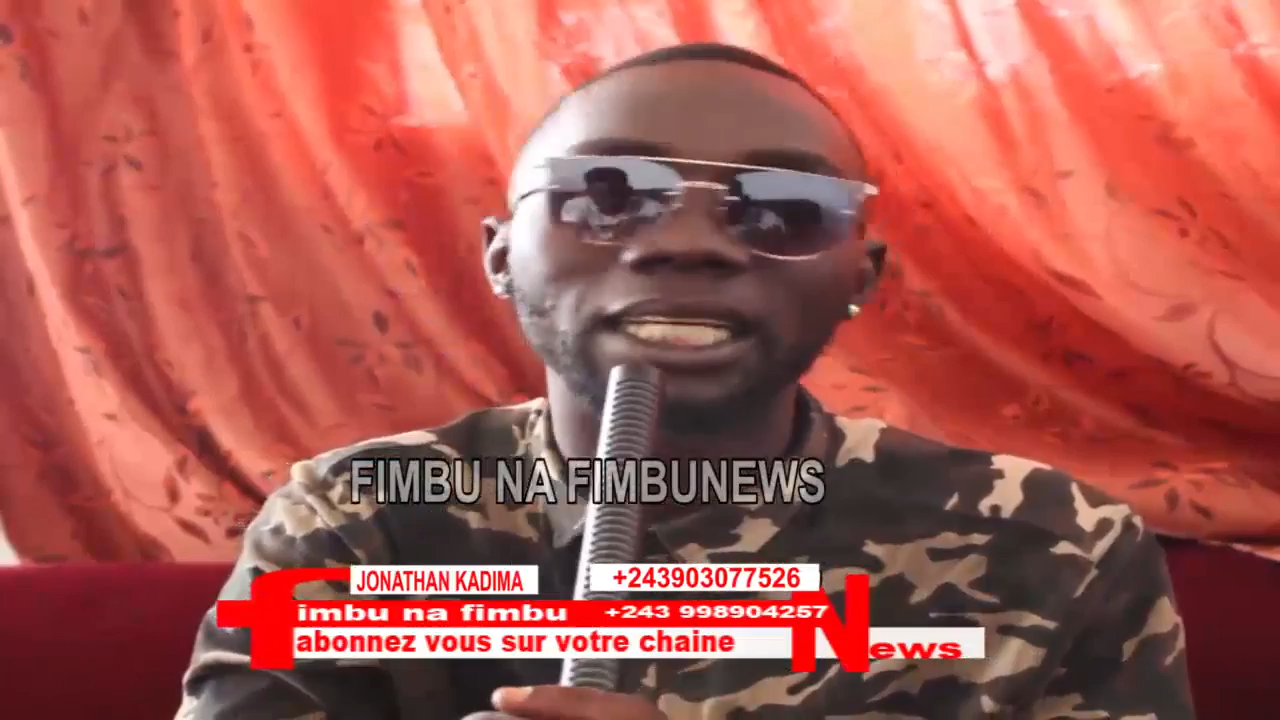 FIMBU NA FIMBUNEWS
JONATHAN KADIMA +243903077526
fimbu na fimbu +243 998904257
abonnez vous sur votre chaine News